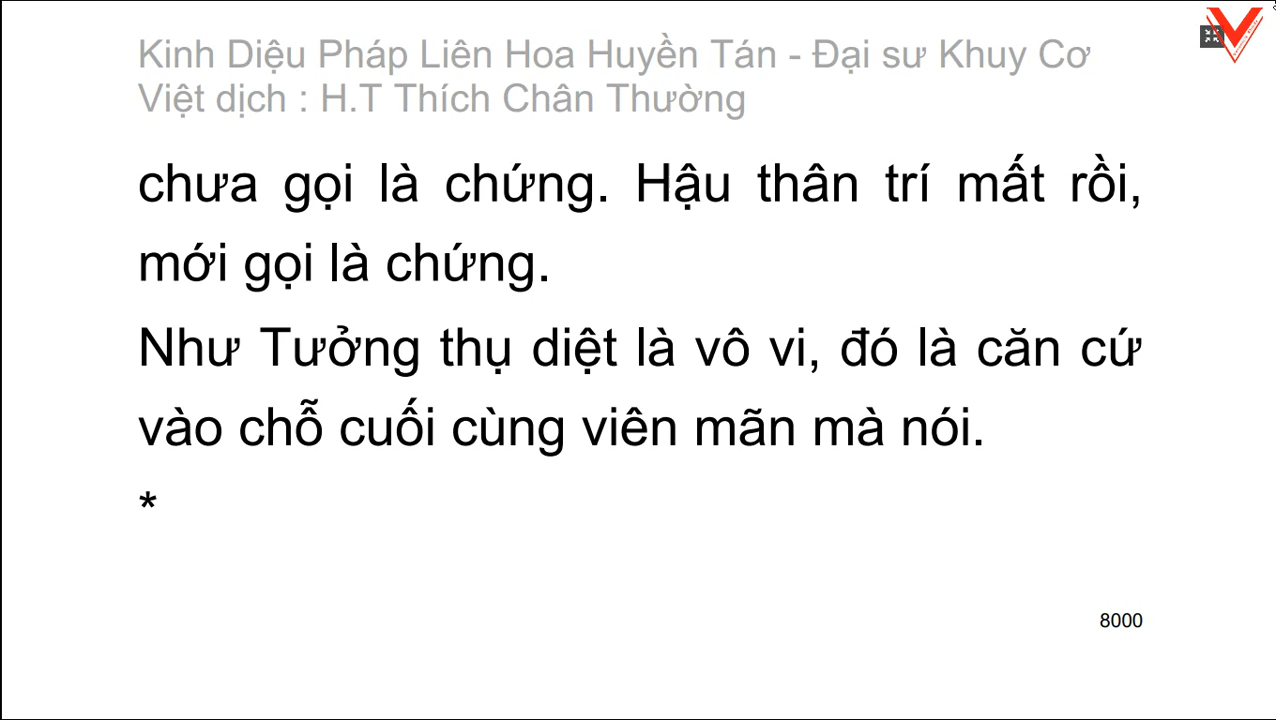 Kinh Diệu Pháp Liên Hoa Huyền Tán - Đại sư Khuy Cơ
Việt dịch : H.T Thích Chân Thường
chưa gọi là chứng. Hậu thân trí mất rồi,
mới gọi là chứng.
Như Tưởng thụ diệt là vô vi, đó là căn cứ
vào chỗ cuối cùng viên mãn mà nói.
*
8000